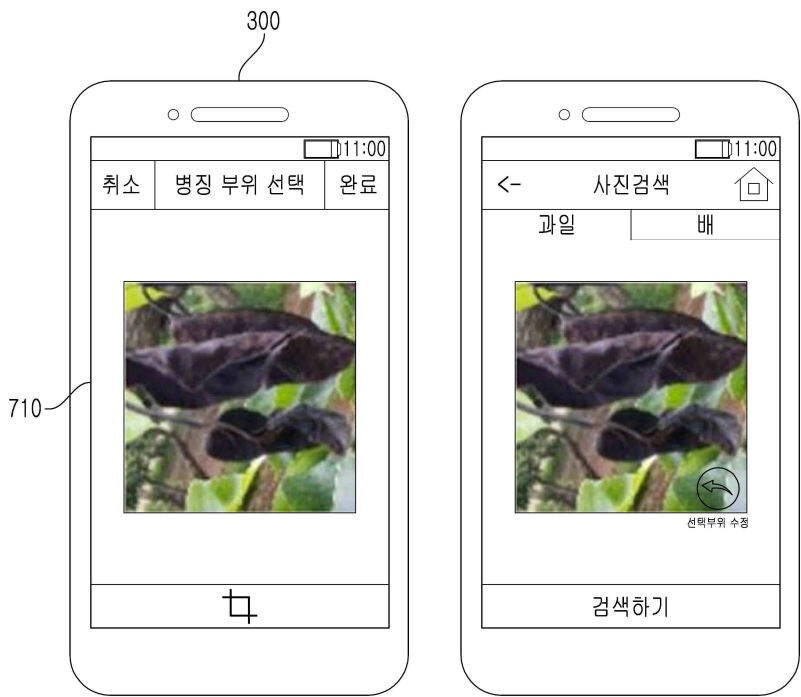 300
11:00
취소 병징 부위 선택 완료
710
11:00
<- 사진검색
과일 배
선택부위 수정
검색하기